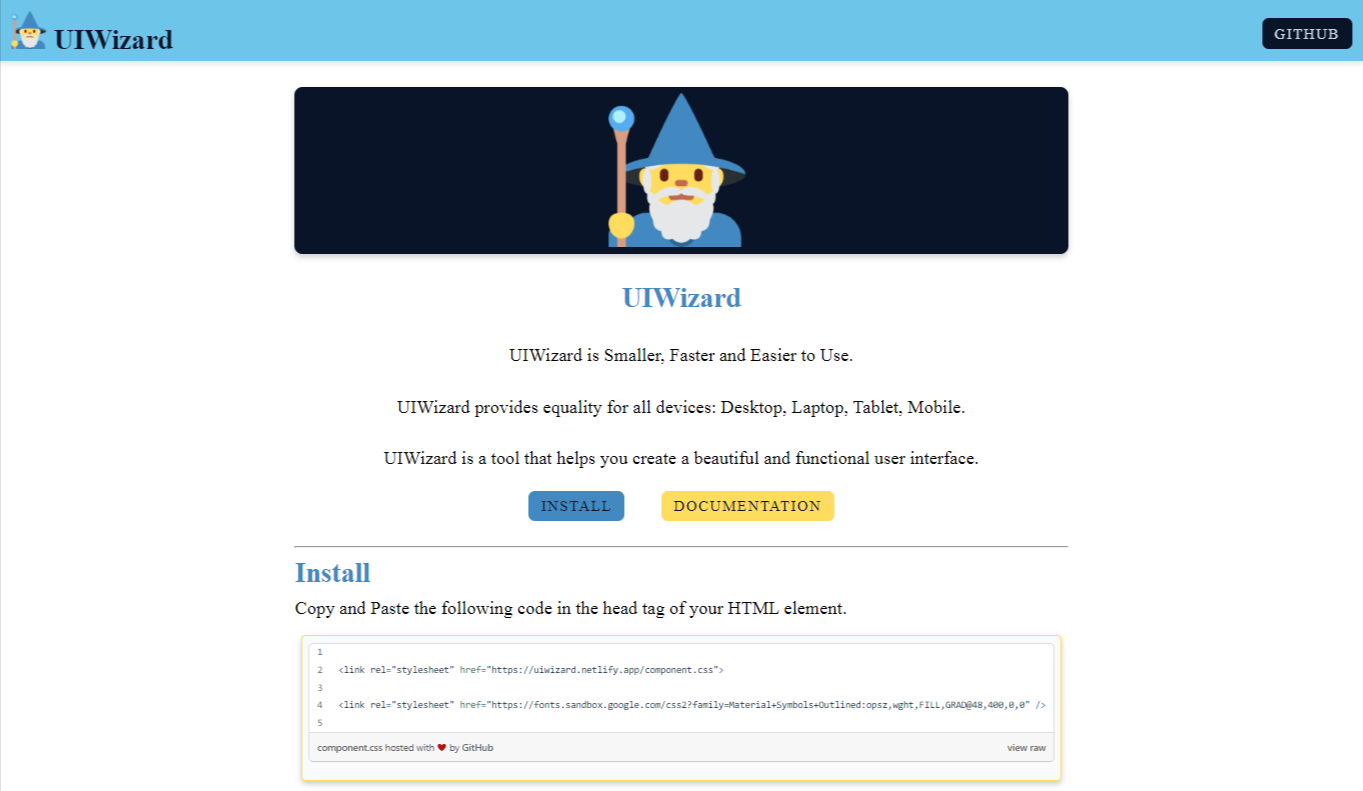 UIWizard
GITHUB
UIWizard
UIWizard is Smaller, Faster and Easier to Use.
UIWizard provides equality for all devices: Desktop, Laptop, Tablet, Mobile.
UIWizard is a tool that helps you create a beautiful and functional user interface.
INSTALL
DOCUMENTATION
Install
Copy and Paste the following code in the head tag of your HTML element.
1
2 <link rel="stylesheet" href="https://uiwizard.netlify.app/component.css">
3
4 <link rel="stylesheet" href="https://fonts.sandbox.google.com/css2?family=Material+Symbols+Outlined:opsz,wght,FILL,GRAD@48,400,0,0" />
5
component.css hosted with ❤ by GitHub
view raw